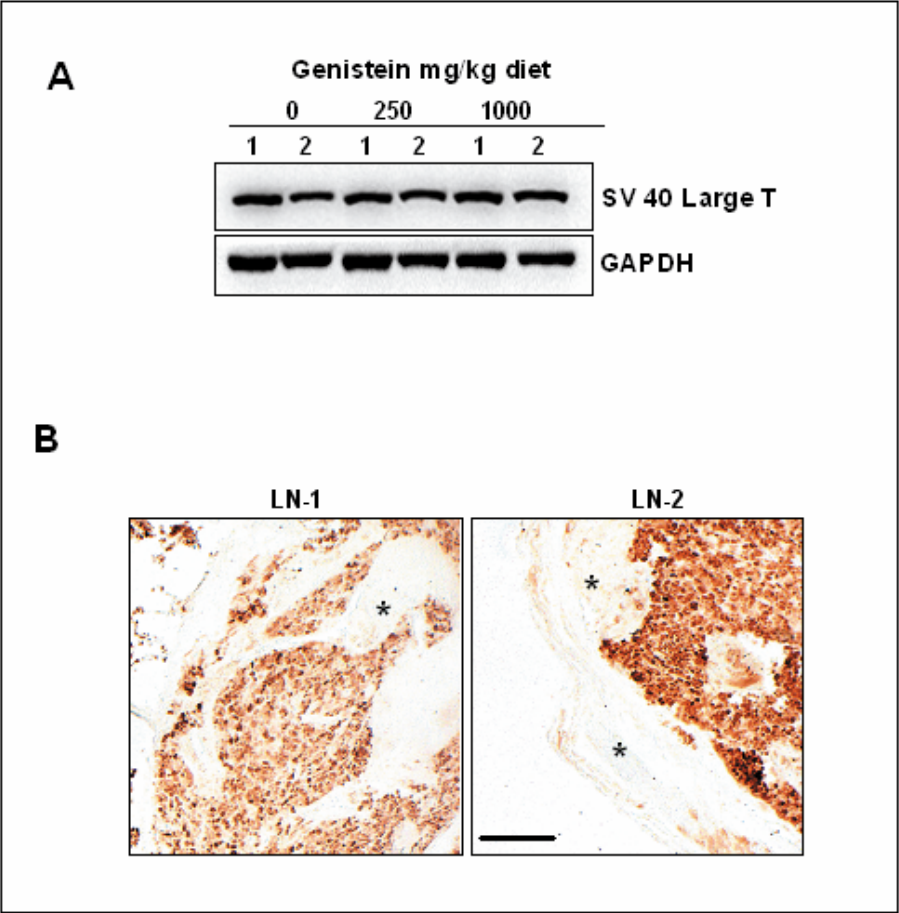 A
Genistein mg/kg diet
0 250 1000
1 2 1 2 1 2
SV 40 Large T
GAPDH
B
LN-1 LN-2
*
*
*